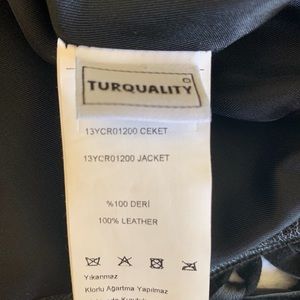 TURQUALITY
13YCR01200 CEKET
13YCR01200 JACKET
%100 DERİ
100% LEATHER
Yıkanmaz
Klorlu Ağartma Yapılmaz